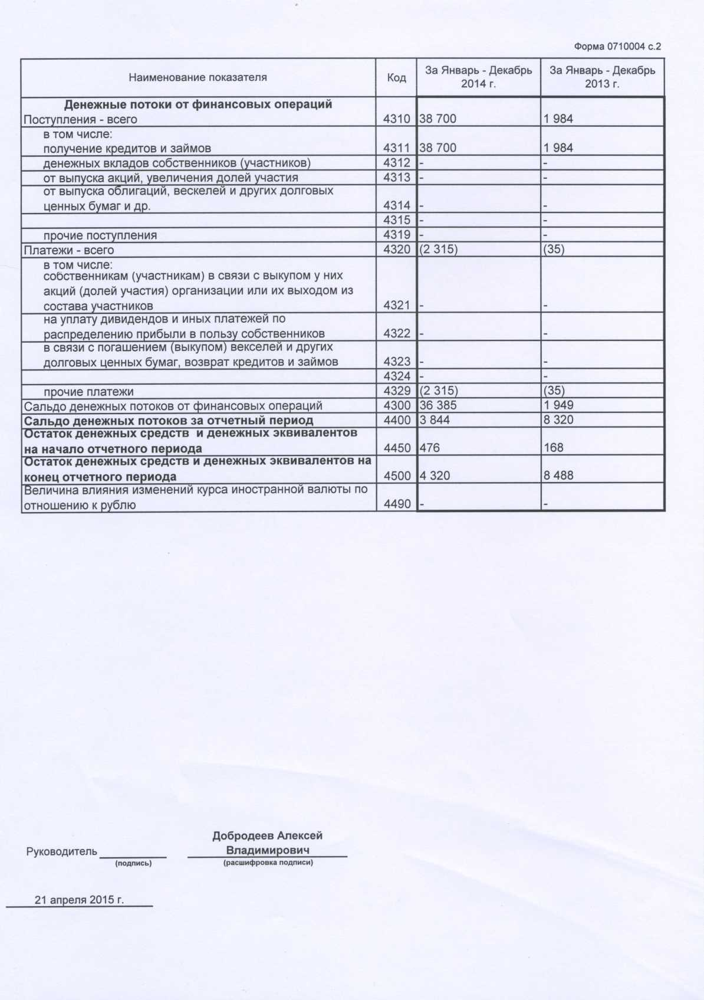 Форма 0710004 с.2
Наименование показателя Код За Январь - Декабрь 2014 г. За Январь - Декабрь 2013 г.
Денежные потоки от финансовых операций
Поступления - всего 4310 38 700 1 984
в том числе:
получение кредитов и займов 4311 38 700 1 984
денежных вкладов собственников (участников) 4312 - -
от выпуска акций, увеличения долей участия 4313 - -
от выпуска облигаций, вескелей и других долговых
ценных бумаг и др. 4314 - -
4315 - -
прочие поступления 4319 - -
Платежи - всего 4320 (2 315) (35)
в том числе:
собственникам (участникам) в связи с выкупом у них
акций (долей участия) организации или их выходом из
состава участников 4321 - -
на уплату дивидендов и иных платежей по
распределению прибыли в пользу собственников 4322 - -
в связи с погашением (выкупом) векселей и других
долговых ценных бумаг, возврат кредитов и займов 4323 - -
4324 - -
прочие платежи 4329 (2 315) (35)
Сальдо денежных потоков от финансовых операций 4300 36 385 1 949
Сальдо денежных потоков за отчетный период 4400 3 844 8 320
Остаток денежных средств и денежных эквивалентов
на начало отчетного периода 4450 476 168
Остаток денежных средств и денежных эквивалентов на
конец отчетного периода 4500 4 320 8 488
Величина влияния изменений курса иностранной валюты по
отношению к рублю 4490 - -
Добродеев Алексей
Руководитель Владимирович
(подпись) (расшифровка подписи)
21 апреля 2015 г.